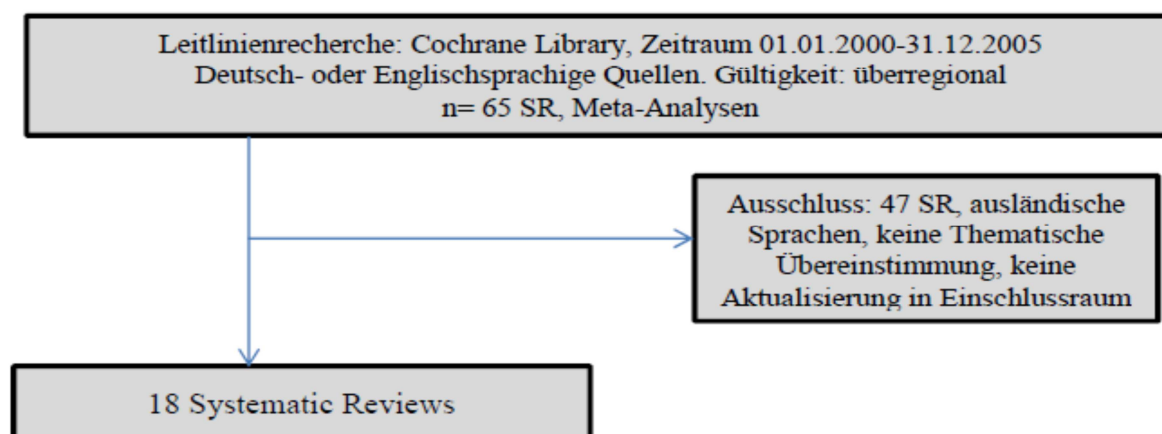 Leitlinienrecherche: Cochrane Library, Zeitraum 01.01.2000-31.12.2005
Deutsch- oder Englischsprachige Quellen. Gültigkeit: überregional
n= 65 SR, Meta-Analysen
Ausschluss: 47 SR, ausländische
Sprachen, keine Thematische
Übereinstimmung, keine
Aktualisierung in Einschlussraum
18 Systematic Reviews